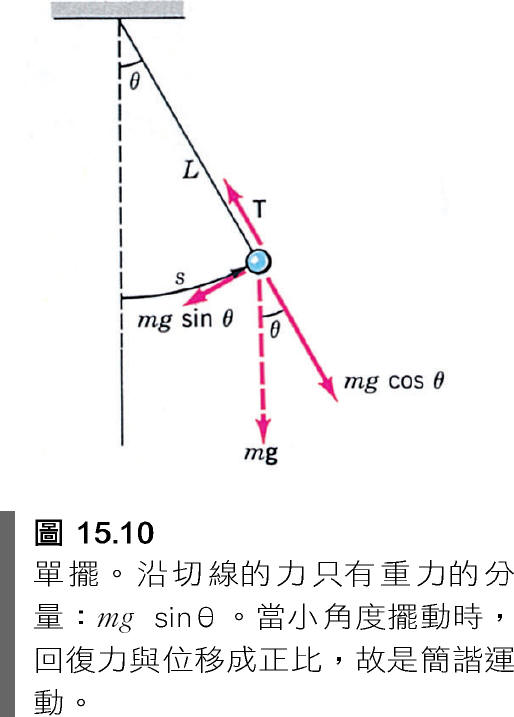 θ
L
T
s
mg sin θ
θ
mg cos θ
mg
圖 15.10
單擺。沿切線的力只有重力的分
量:mg sinθ。當小角度擺動時,
回復力與位移成正比,故是簡諧運
動。